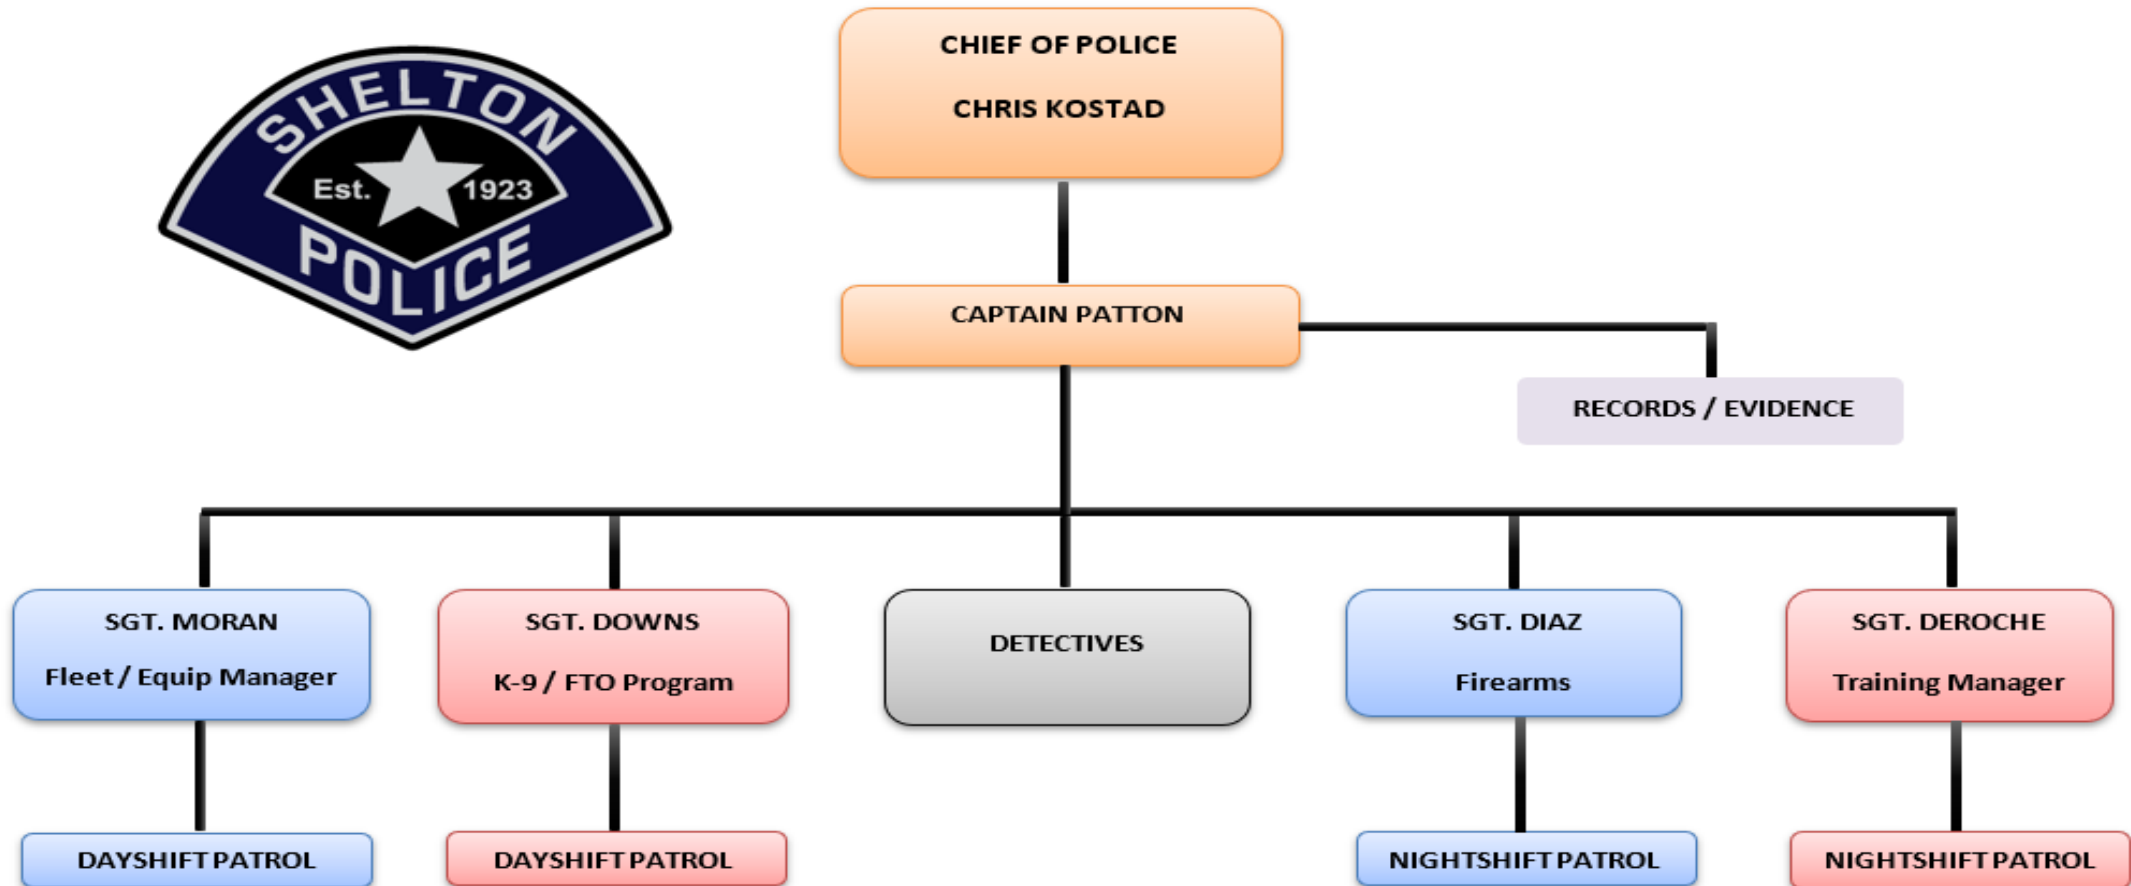 SHELTON
Est. 1923
POLICE
CHIEF OF POLICE
CHRIS KOSTAD
CAPTAIN PATTON
RECORDS / EVIDENCE
SGT. MORAN
Fleet / Equip Manager
SGT. DOWNS
K-9 / FTO Program
DETECTIVES
SGT. DIAZ
Firearms
SGT. DEROCHE
Training Manager
DAYSHIFT PATROL
DAYSHIFT PATROL
NIGHTSHIFT PATROL
NIGHTSHIFT PATROL